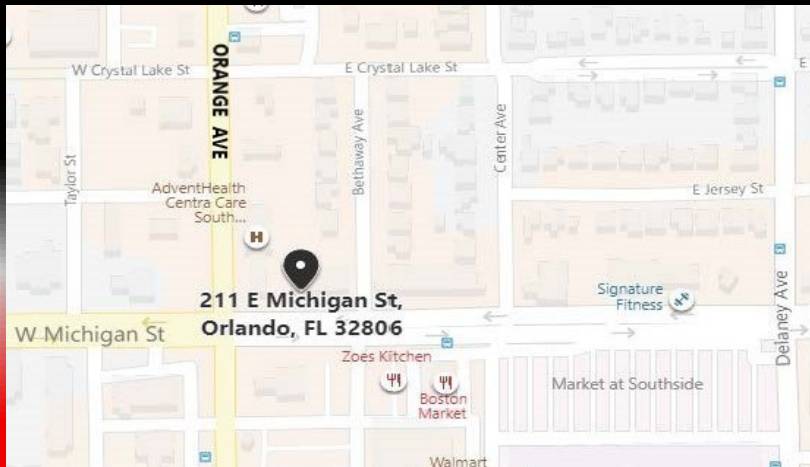 W Crystal Lake St
E Crystal Lake St
E
ORANGE AVE
Taylor St
Bethaway Ave
Center Ave
AdventHealth
Centra Care
South...
H
E Jersey St
211 E Michigan St,
Orlando, FL 32806
Signature
Fitness
Delaney Ave
W Michigan St
Zoes Kitchen
Boston
Market
Market at Southside
Walmart